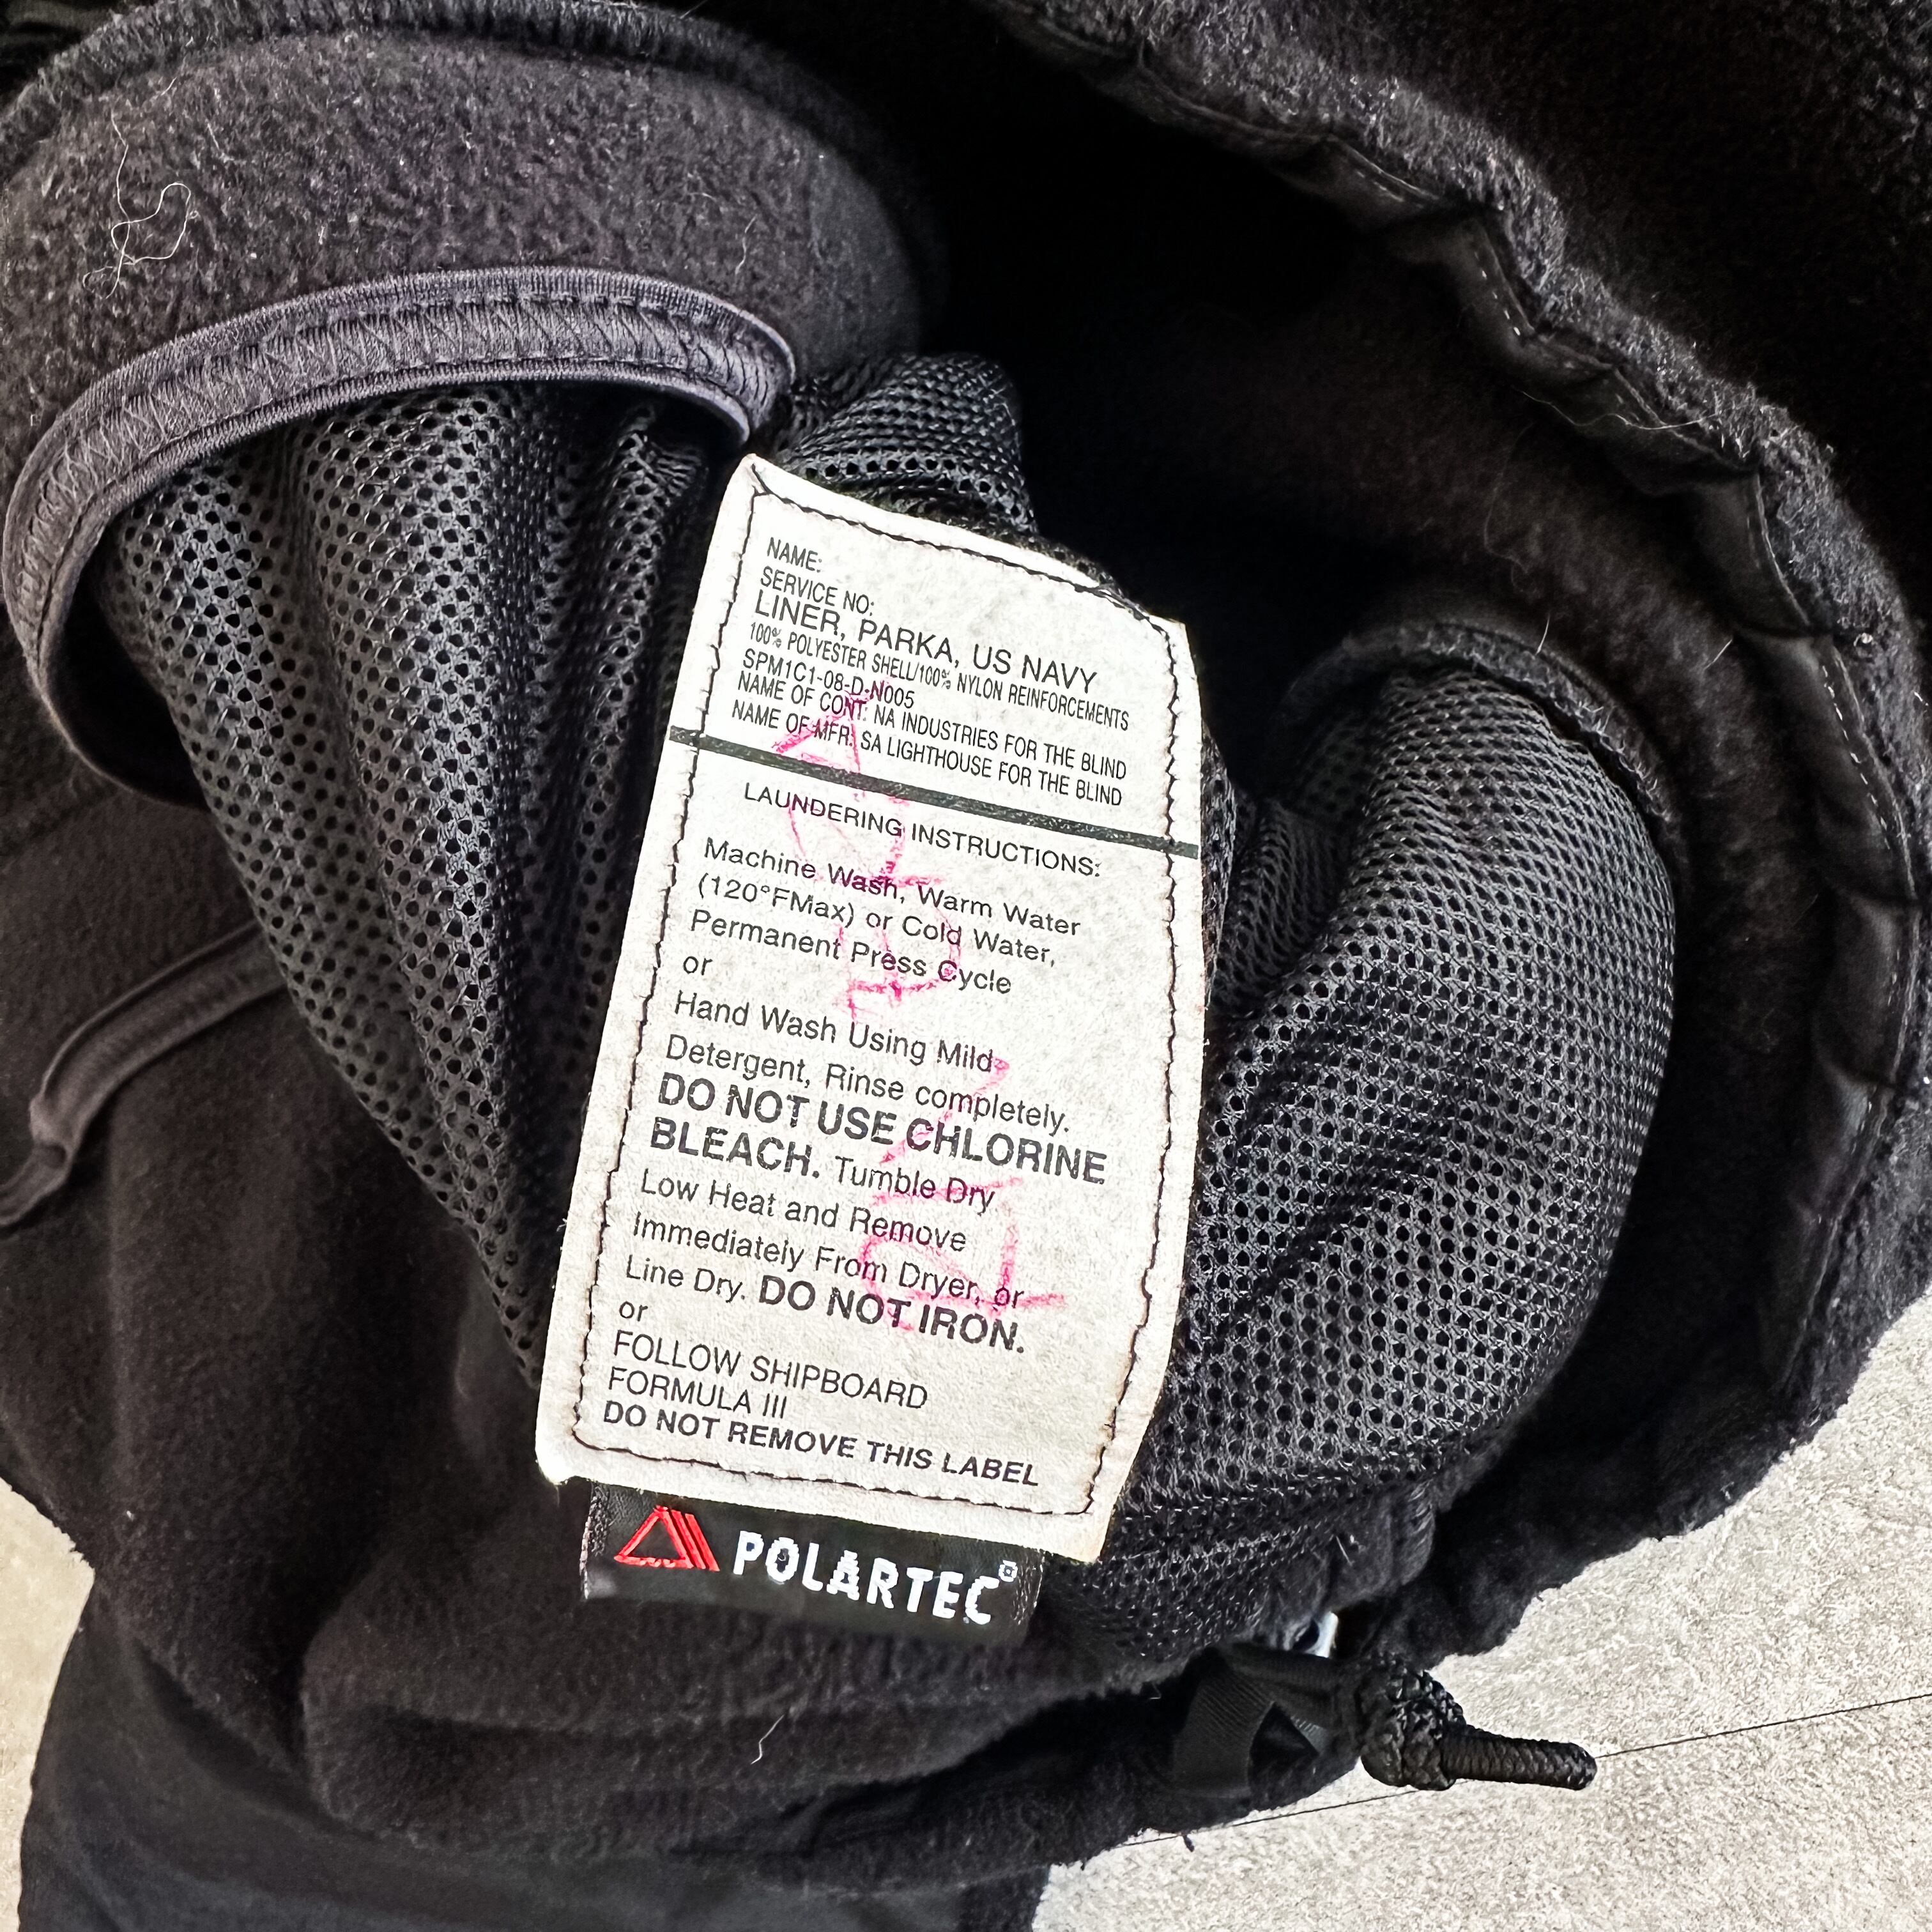 NAME:
SERVICE NO:
LINER, PARKA, US NAVY
100% POLYESTER SHELL/100% NYLON REINFORCEMENTS
SPM1C1-08-D-N005
NAME OF CONT: NA INDUSTRIES FOR THE BLIND
NAME OF MFR: SA LIGHTHOUSE FOR THE BLIND
LAUNDERING INSTRUCTIONS:
Machine Wash, Warm Water
(120°FMax) or Cold Water,
Permanent Press Cycle
or
Hand Wash Using Mild
Detergent, Rinse completely.
DO NOT USE CHLORINE
BLEACH. Tumble Dry
Low Heat and Remove
Immediately From Dryer, or
Line Dry. DO NOT IRON.
or
FOLLOW SHIPBOARD
FORMULA III
DO NOT REMOVE THIS LABEL
POLARTEC®